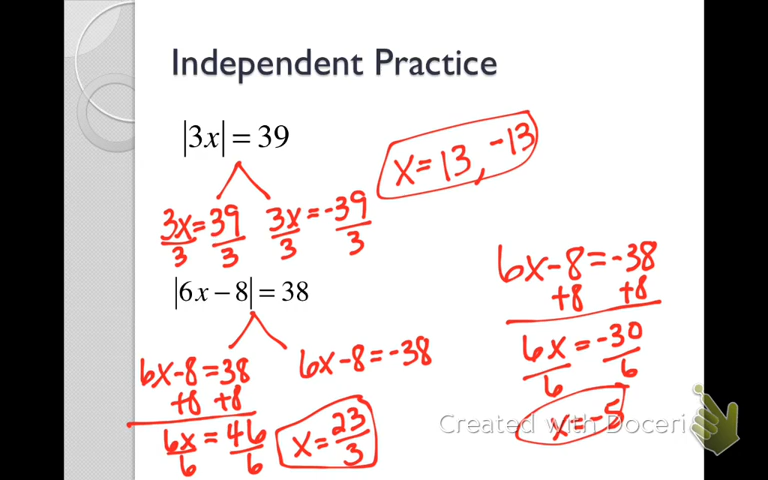 Independent Practice
|3x| = 39
x=13, -13
3x=39 3x=-39
3 3 3 3
|6x − 8| = 38
6x-8=38
+8 +8
6x = 46
6 6
x=23/3
6x-8=-38
6x-8=-38
+8 +8
6x = -30
6 6
x=-5
Created with Doceri